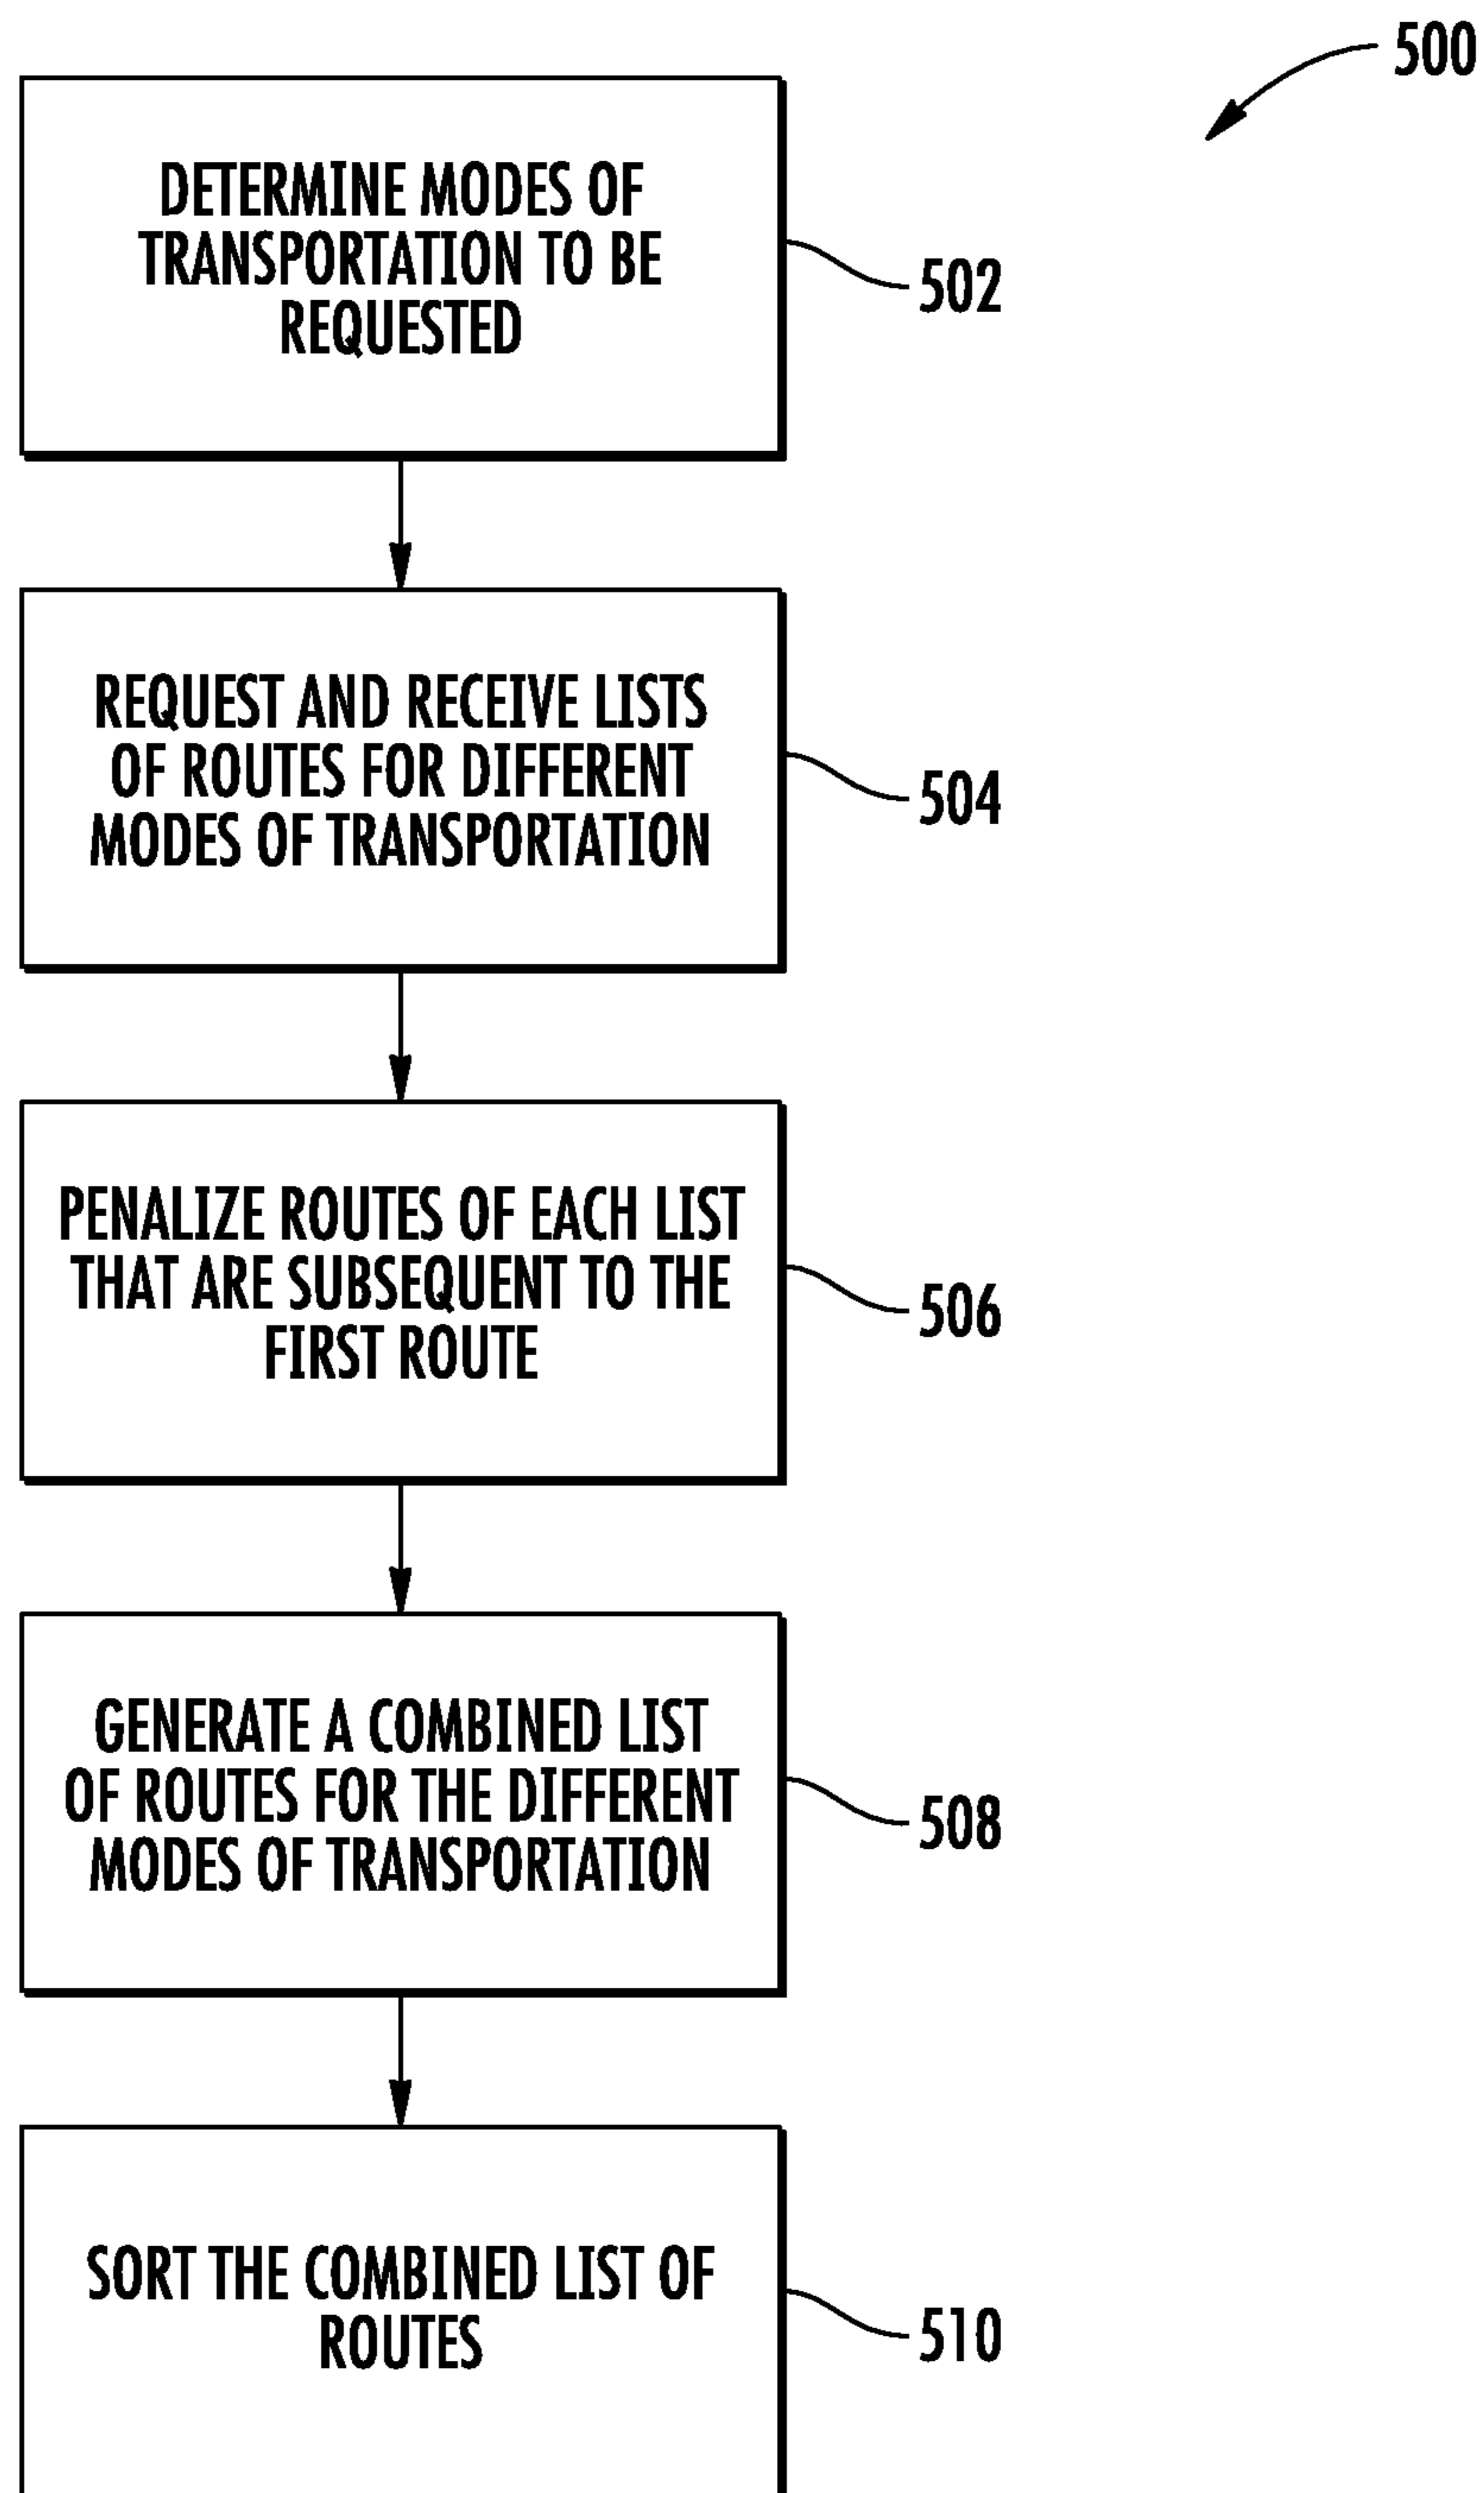 500
DETERMINE MODES OF
TRANSPORTATION TO BE
REQUESTED
502
REQUEST AND RECEIVE LISTS
OF ROUTES FOR DIFFERENT
MODES OF TRANSPORTATION
504
PENALIZE ROUTES OF EACH LIST
THAT ARE SUBSEQUENT TO THE
FIRST ROUTE
506
GENERATE A COMBINED LIST
OF ROUTES FOR THE DIFFERENT
MODES OF TRANSPORTATION
508
SORT THE COMBINED LIST OF
ROUTES
510